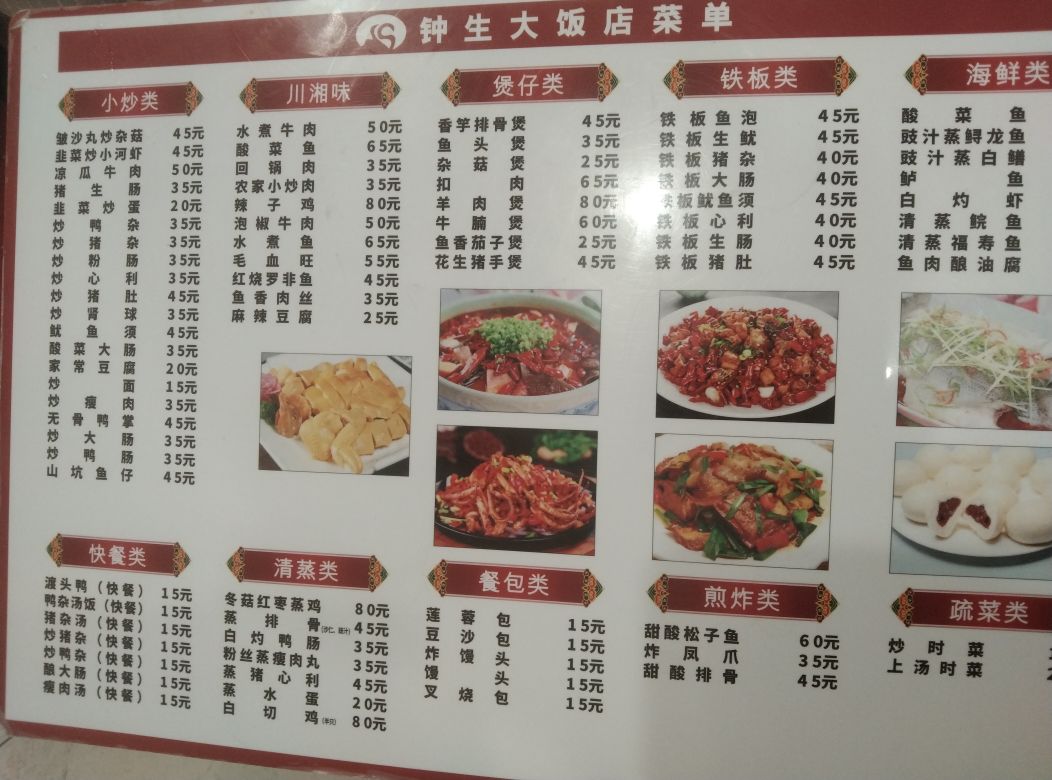 钟生大饭店菜单
小炒类
皱沙丸炒杂菇 45元
韭菜炒小河虾 45元
凉瓜牛肉 50元
猪生肠 35元
韭菜炒蛋 20元
炒鸭杂 35元
炒猪杂 35元
炒粉肠 35元
炒心利 35元
炒猪肚 45元
炒肾球 35元
鱿鱼须 45元
酸菜大肠 35元
家常豆腐 20元
炒面 15元
炒瘦肉 35元
无骨鸭掌 45元
炒大肠 35元
炒鸭肠 35元
山坑鱼仔 45元
川湘味
水煮牛肉 50元
酸菜鱼 65元
回锅肉 35元
农家小炒肉 35元
辣子鸡 80元
泡椒牛肉 50元
水煮鱼 65元
毛血旺 55元
红烧罗非鱼 45元
鱼香肉丝 35元
麻辣豆腐 25元
煲仔类
香芋排骨煲 45元
鱼头煲 35元
杂菇煲 25元
扣肉 65元
羊肉煲 80元
牛腩煲 60元
鱼香茄子煲 25元
花生猪手煲 45元
铁板类
铁板鱼泡 45元
铁板生鱿 45元
铁板猪杂 40元
铁板大肠 40元
铁板鱿鱼须 45元
铁板心利 40元
铁板生肠 40元
铁板猪肚 45元
海鲜类
酸菜鱼
豉汁蒸鲟龙鱼
豉汁蒸白鳝
鲈鱼
白灼虾
清蒸鲩鱼
清蒸福寿鱼
鱼肉酿油腐
快餐类
渡头鸭（快餐） 15元
鸭杂汤饭（快餐） 15元
猪杂汤（快餐） 15元
炒猪杂（快餐） 15元
炒鸭杂（快餐） 15元
酿大肠（快餐） 15元
瘦肉汤（快餐） 15元
清蒸类
冬菇红枣蒸鸡 80元
蒸排骨 45元
白灼鸭肠 35元
粉丝蒸瘦肉丸 35元
蒸猪心利 45元
蒸水蛋 20元
白切鸡（半只） 80元
餐包类
莲蓉包 15元
豆沙包 15元
炸馒头 15元
馒头 15元
叉烧包 15元
煎炸类
甜酸松子鱼 60元
炸凤爪 35元
甜酸排骨 45元
疏菜类
炒时菜
上汤时菜